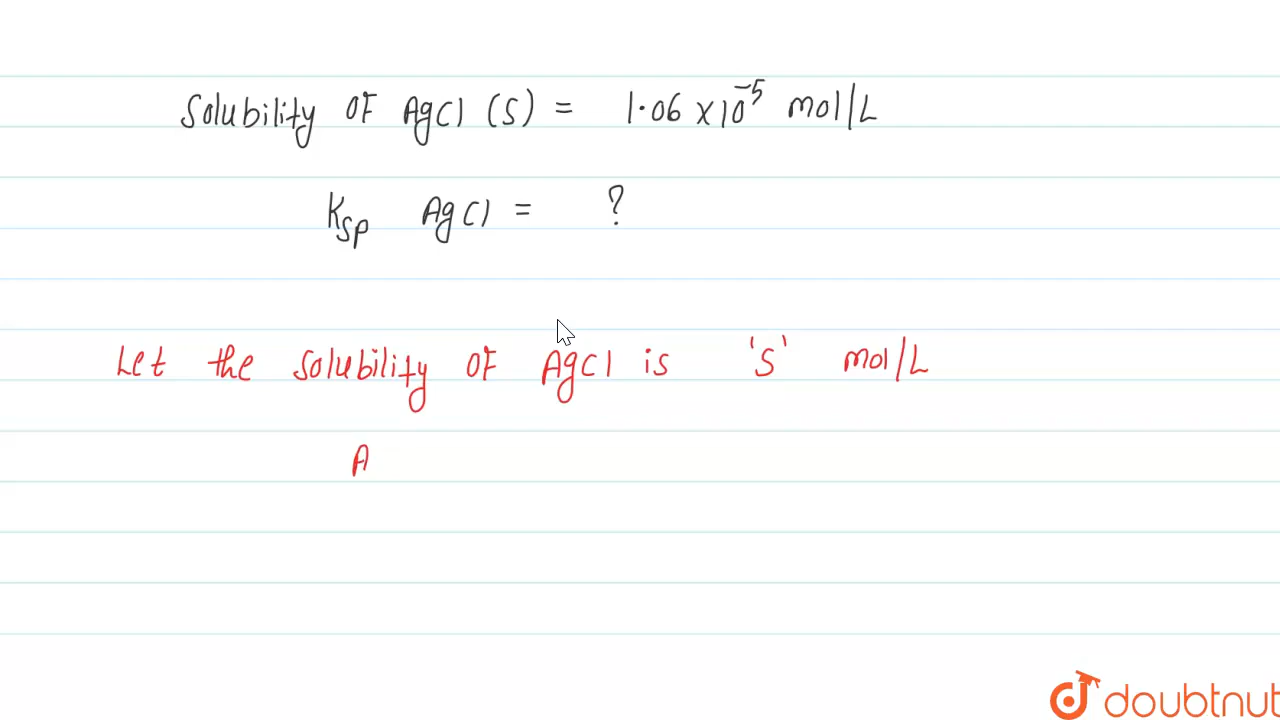 Solubility OF AgCl (S) = 1.06 × 10⁻⁵ mol/L
Ksp AgCl = ?
Let the solubility OF AgCl is 'S' mol/L
A
doubtnut